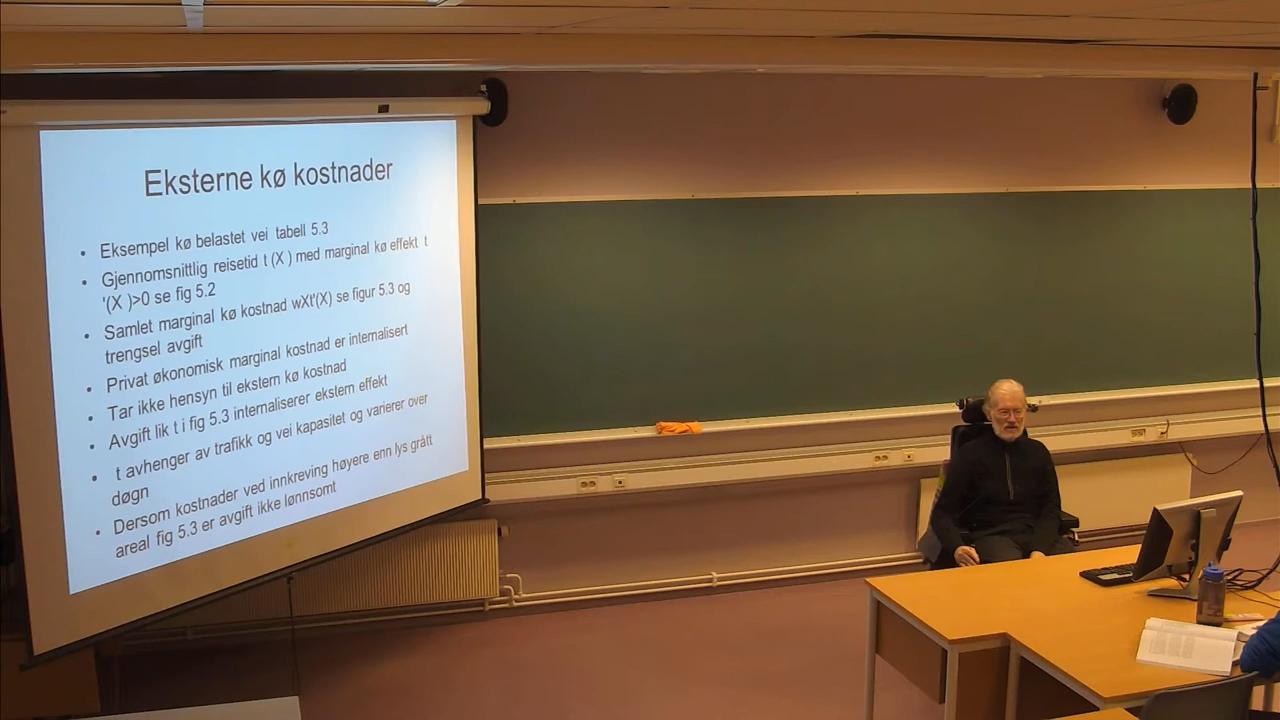 Eksterne kø kostnader
• Eksempel kø belastet vei tabell 5.3
• Gjennomsnittlig reisetid t (X ) med marginal kø effekt t
'(X )>0 se fig 5.2
• Samlet marginal kø kostnad wXt'(X) se figur 5.3 og
trengsel avgift
• Privat økonomisk marginal kostnad er internalisert
• Tar ikke hensyn til ekstern kø kostnad
• Avgift lik t i fig 5.3 internaliserer ekstern effekt
• t avhenger av trafikk og vei kapasitet og varierer over
døgn
• Dersom kostnader ved innkreving høyere enn lys grått
areal fig 5.3 er avgift ikke lønnsomt